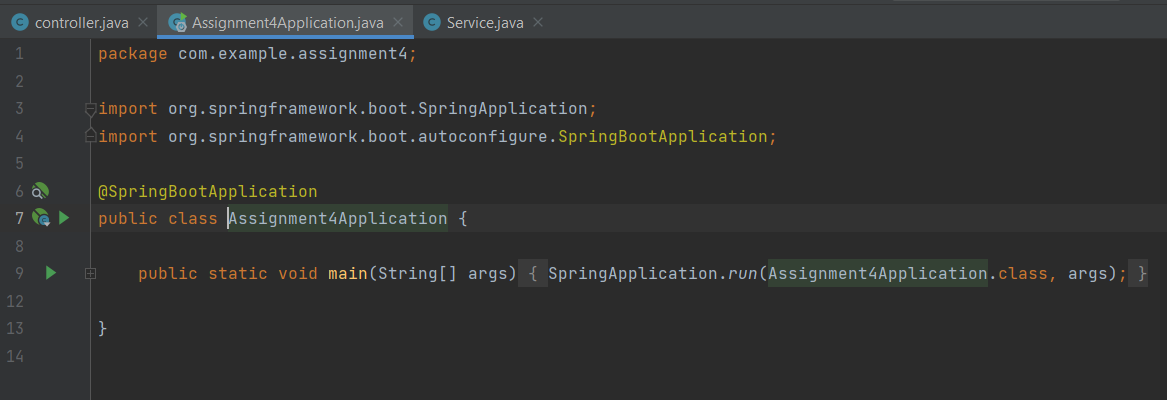 controller.java Assignment4Application.java Service.java
1 package com.example.assignment4;
2
3 import org.springframework.boot.SpringApplication;
4 import org.springframework.boot.autoconfigure.SpringBootApplication;
5
6 @SpringBootApplication
7 public class Assignment4Application {
8
9 public static void main(String[] args) { SpringApplication.run(Assignment4Application.class, args); }
12
13 }
14